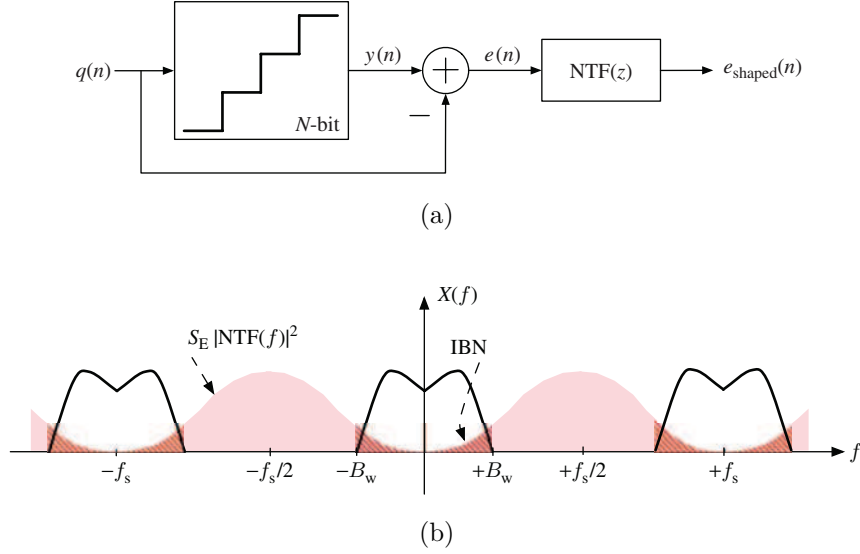 q(n)
N-bit
y(n)
+
−
e(n)
NTF(z)
e_shaped(n)
(a)
X(f)
S_E |NTF(f)|²
IBN
−f_s
−f_s/2
−B_w
+B_w
+f_s/2
+f_s
f
(b)